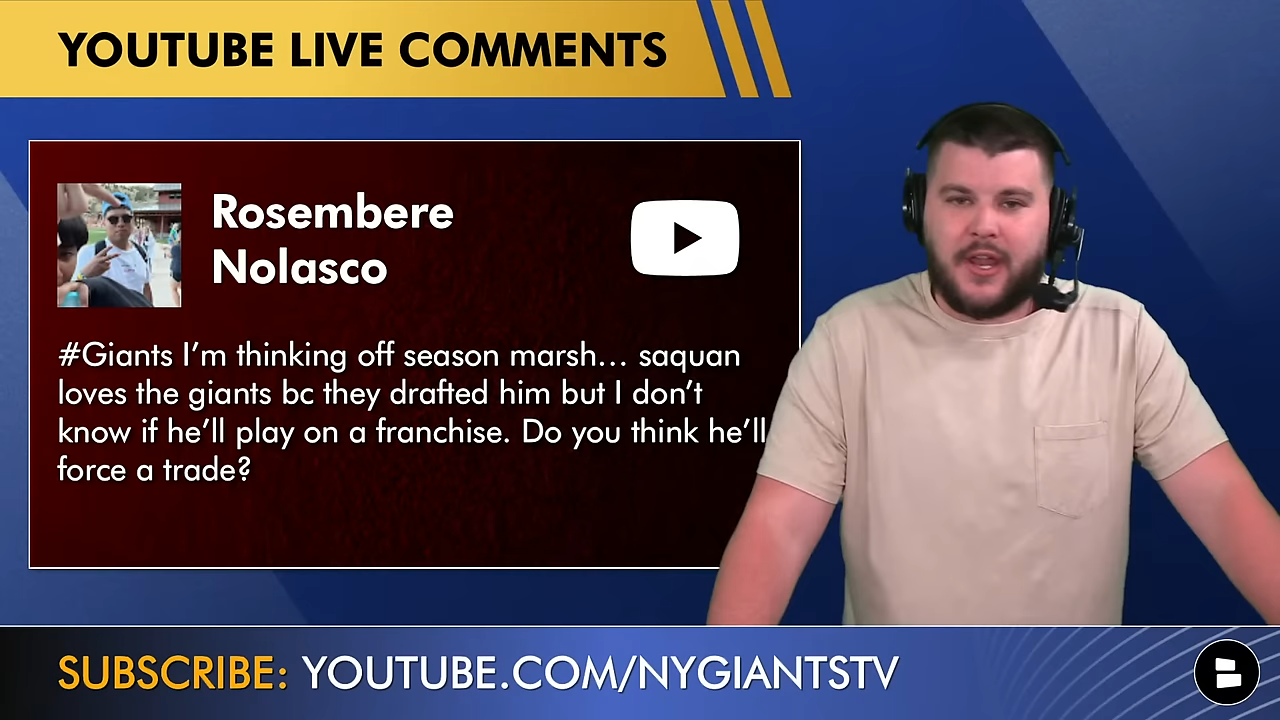 YOUTUBE LIVE COMMENTS
Rosembere
Nolasco
#Giants I'm thinking off season marsh... saquan
loves the giants bc they drafted him but I don't
know if he'll play on a franchise. Do you think he'll
force a trade?
SUBSCRIBE: YOUTUBE.COM/NYGIANTSTV